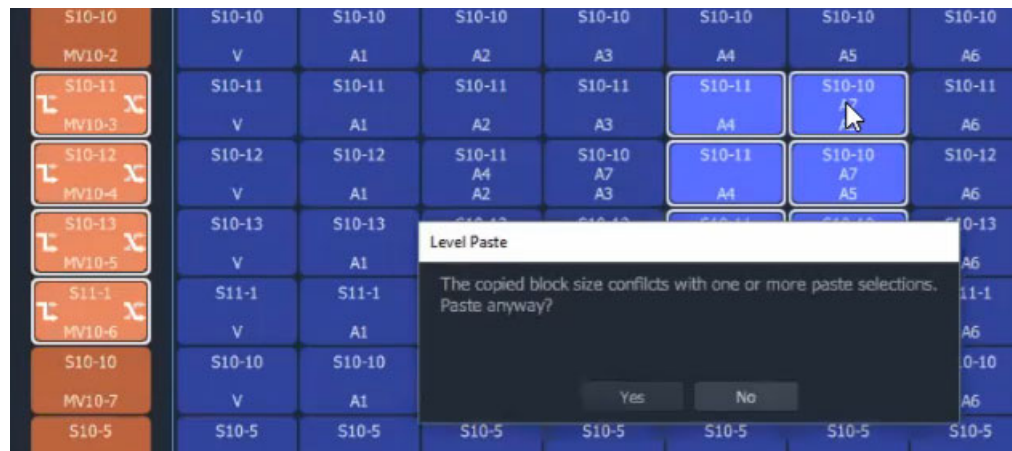 S10-10 S10-10 S10-10 S10-10 S10-10 S10-10 S10-10 S10-10
MV10-2 V A1 A2 A3 A4 A5 A6
S10-11 S10-11 S10-11 S10-11 S10-11 S10-11 S10-10 S10-11
MV10-3 V A1 A2 A3 A4 A6
S10-12 S10-12 S10-12 S10-11 S10-10 S10-11 S10-10 S10-12
A4 A7 A7
MV10-4 V A1 A2 A3 A4 A5 A6
S10-13 S10-13 S10-13
MV10-5 V A1 A6
Level Paste
The copied block size confilcts with one or more paste selections.
Paste anyway?
Yes No
S11-1 S11-1 S11-1
MV10-6 V A1 A6
S10-10 S10-10 S10-10
MV10-7 V A1 A6
S10-5 S10-5 S10-5 S10-5 S10-5 S10-5 S10-5 S10-5